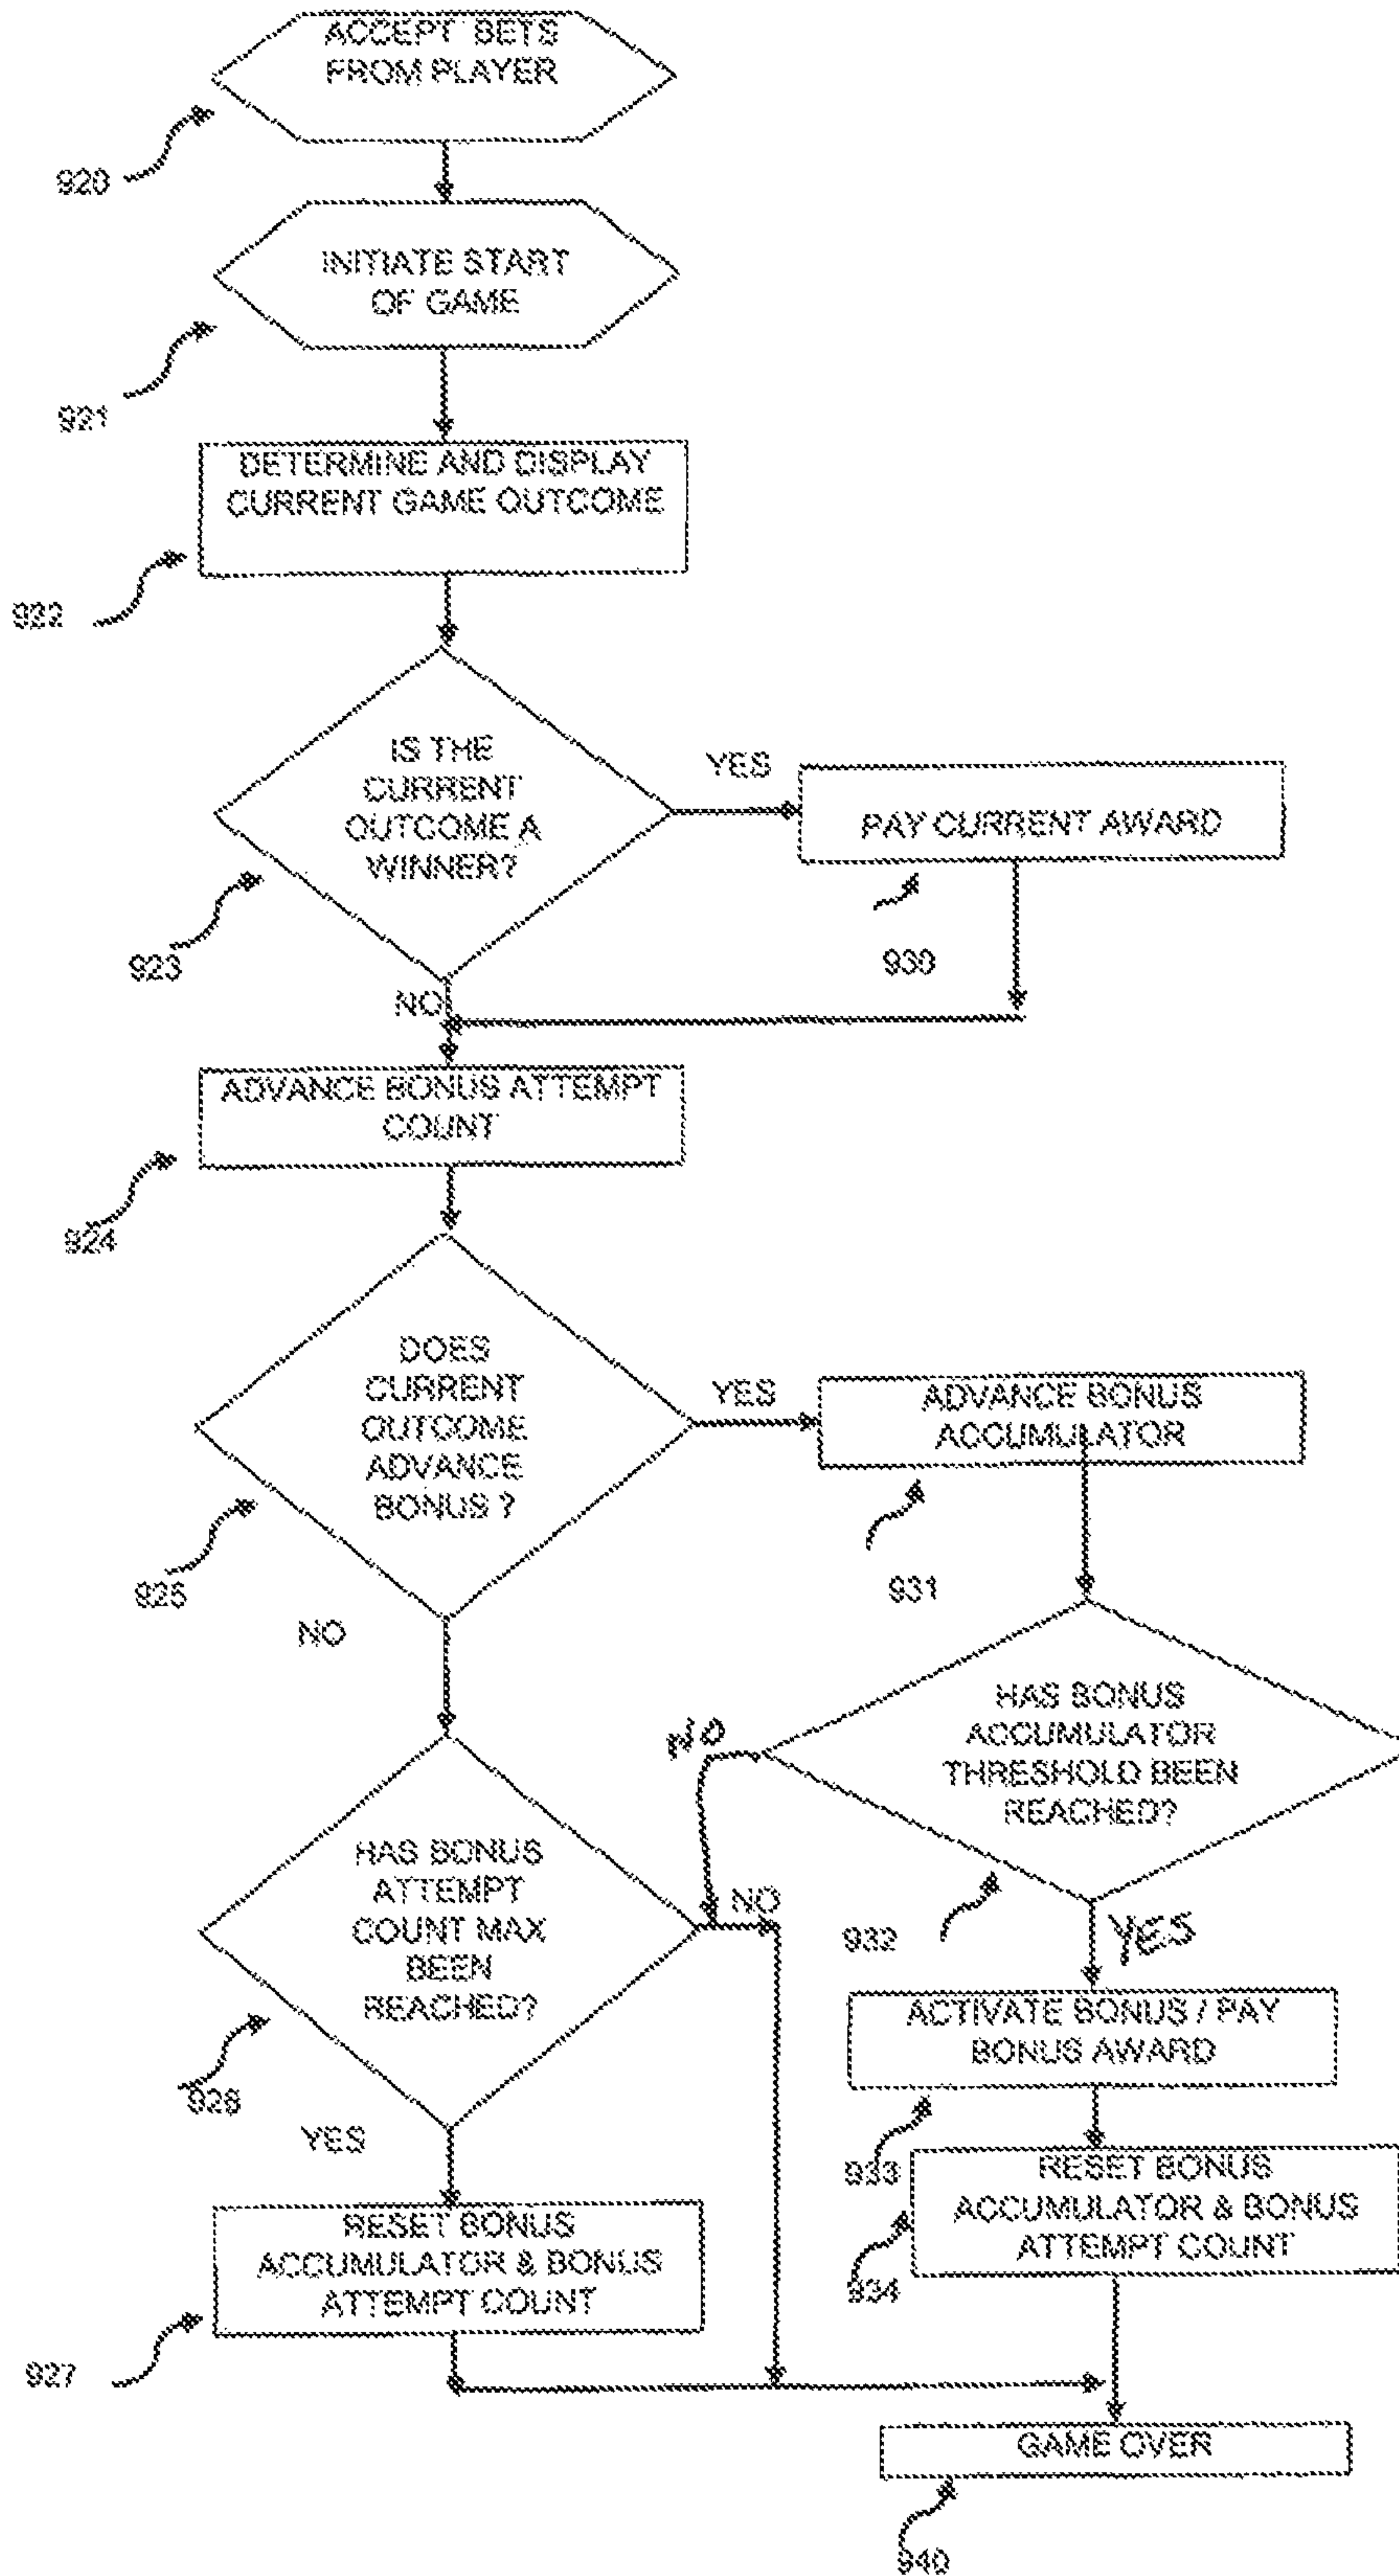 ACCEPT BETS
FROM PLAYER
920
INITIATE START
OF GAME
921
DETERMINE AND DISPLAY
CURRENT GAME OUTCOME
922
IS THE
CURRENT
OUTCOME A
WINNER?
923
YES
PAY CURRENT AWARD
930
NO
ADVANCE BONUS ATTEMPT
COUNT
924
DOES
CURRENT
OUTCOME
ADVANCE
BONUS ?
925
YES
ADVANCE BONUS
ACCUMULATOR
931
NO
HAS BONUS
ACCUMULATOR
THRESHOLD BEEN
REACHED?
932
NO
YES
HAS BONUS
ATTEMPT
COUNT MAX
BEEN
REACHED?
926
NO
YES
ACTIVATE BONUS / PAY
BONUS AWARD
933
RESET BONUS
ACCUMULATOR & BONUS
ATTEMPT COUNT
934
RESET BONUS
ACCUMULATOR & BONUS
ATTEMPT COUNT
927
GAME OVER
940